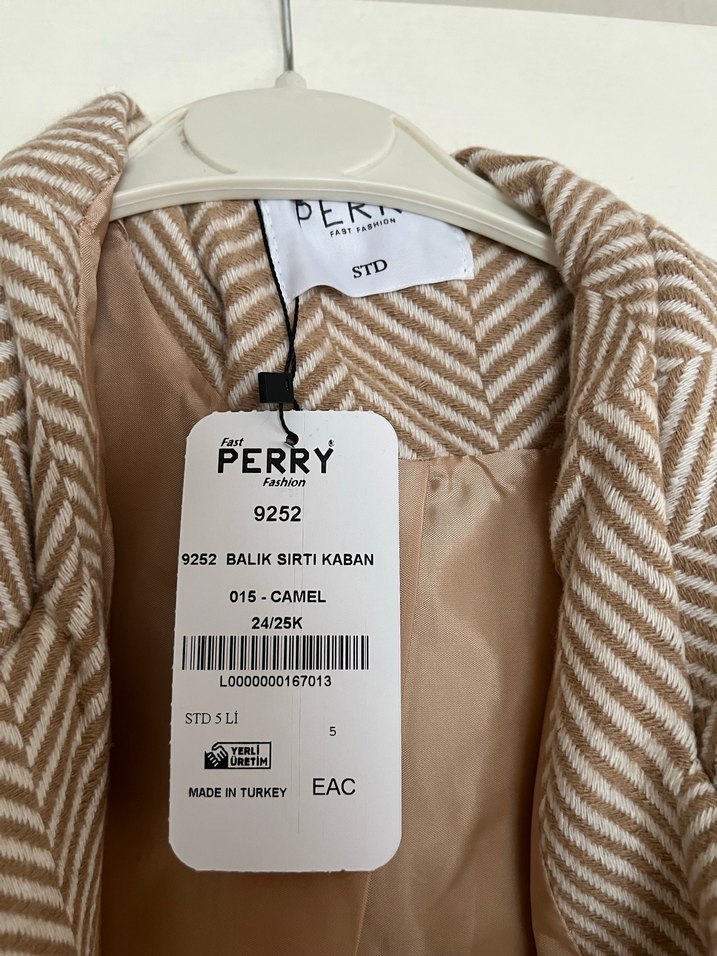 PERRY
FAST FASHION
STD
Fast
PERRY®
Fashion
9252
9252 BALIK SIRTI KABAN
015 - CAMEL
24/25K
L0000000167013
STD 5 Lİ
5
YERLİ
ÜRETİM
MADE IN TURKEY
EAC